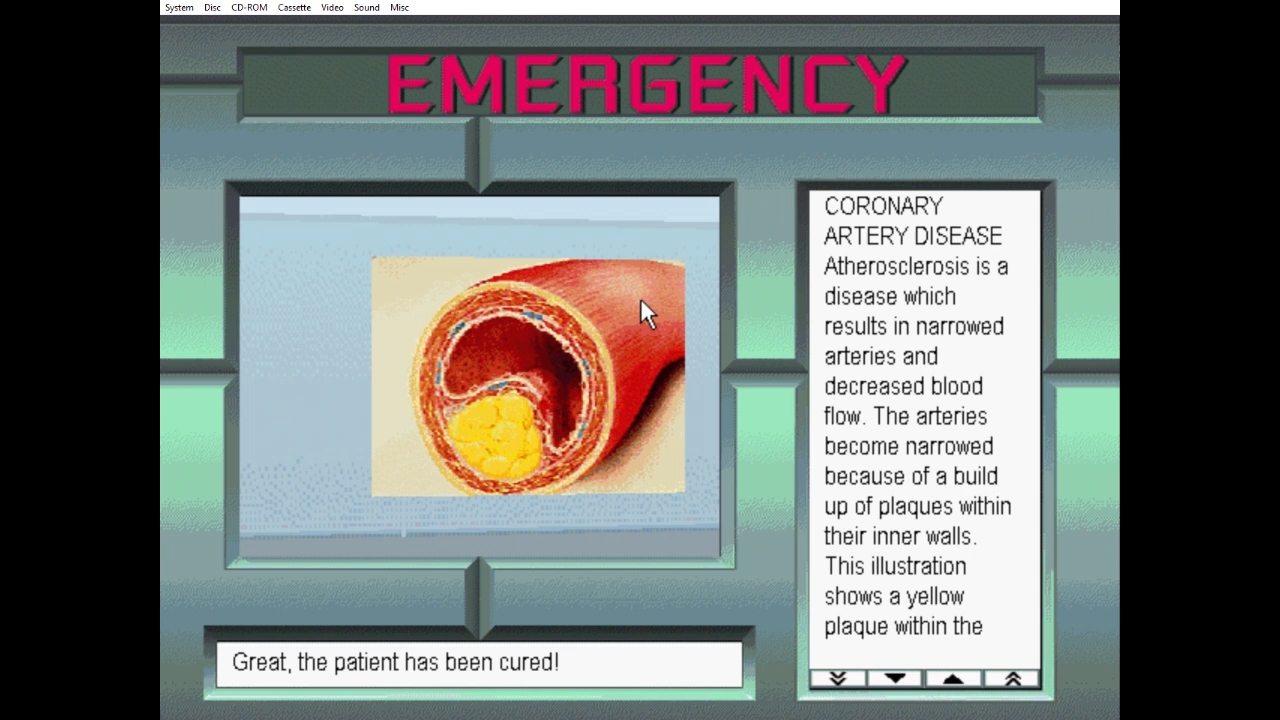 System Disc CD-ROM Cassette Video Sound Misc
EMERGENCY
CORONARY
ARTERY DISEASE
Atherosclerosis is a
disease which
results in narrowed
arteries and
decreased blood
flow. The arteries
become narrowed
because of a build
up of plaques within
their inner walls.
This illustration
shows a yellow
plaque within the
Great, the patient has been cured!